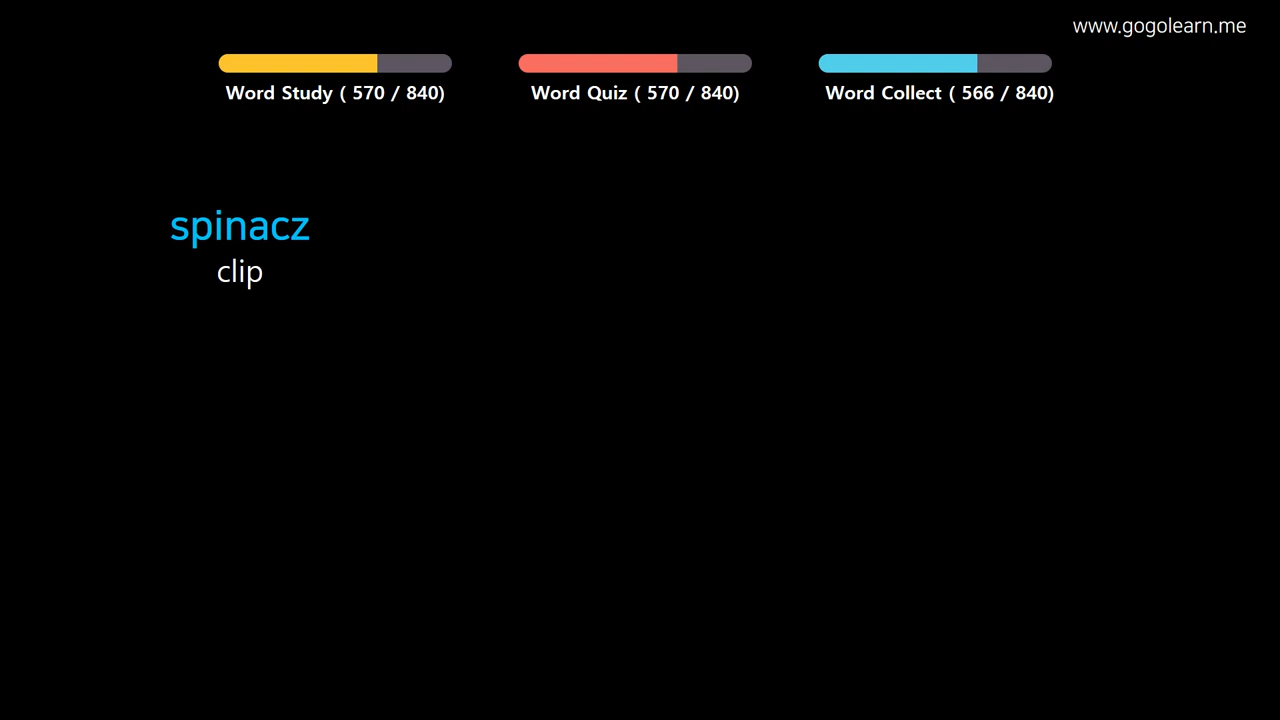 www.gogolearn.me
Word Study ( 570 / 840)
Word Quiz ( 570 / 840)
Word Collect ( 566 / 840)
spinacz
clip